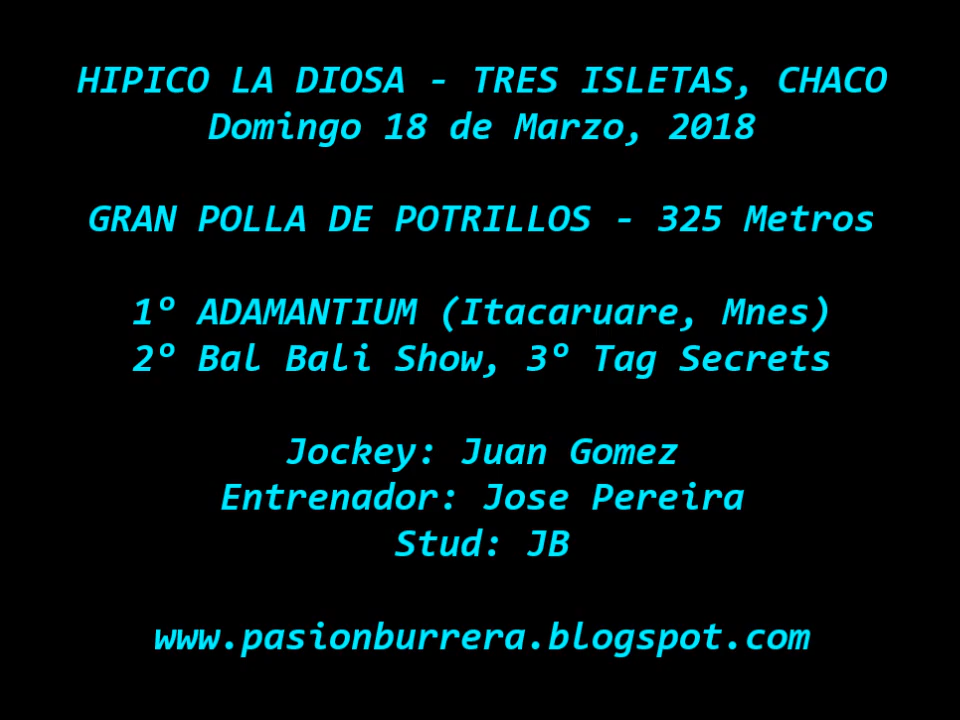 HIPICO LA DIOSA - TRES ISLETAS, CHACO
Domingo 18 de Marzo, 2018
GRAN POLLA DE POTRILLOS - 325 Metros
1º ADAMANTIUM (Itacaruare, Mnes)
2º Bal Bali Show, 3º Tag Secrets
Jockey: Juan Gomez
Entrenador: Jose Pereira
Stud: JB
www.pasionburrera.blogspot.com